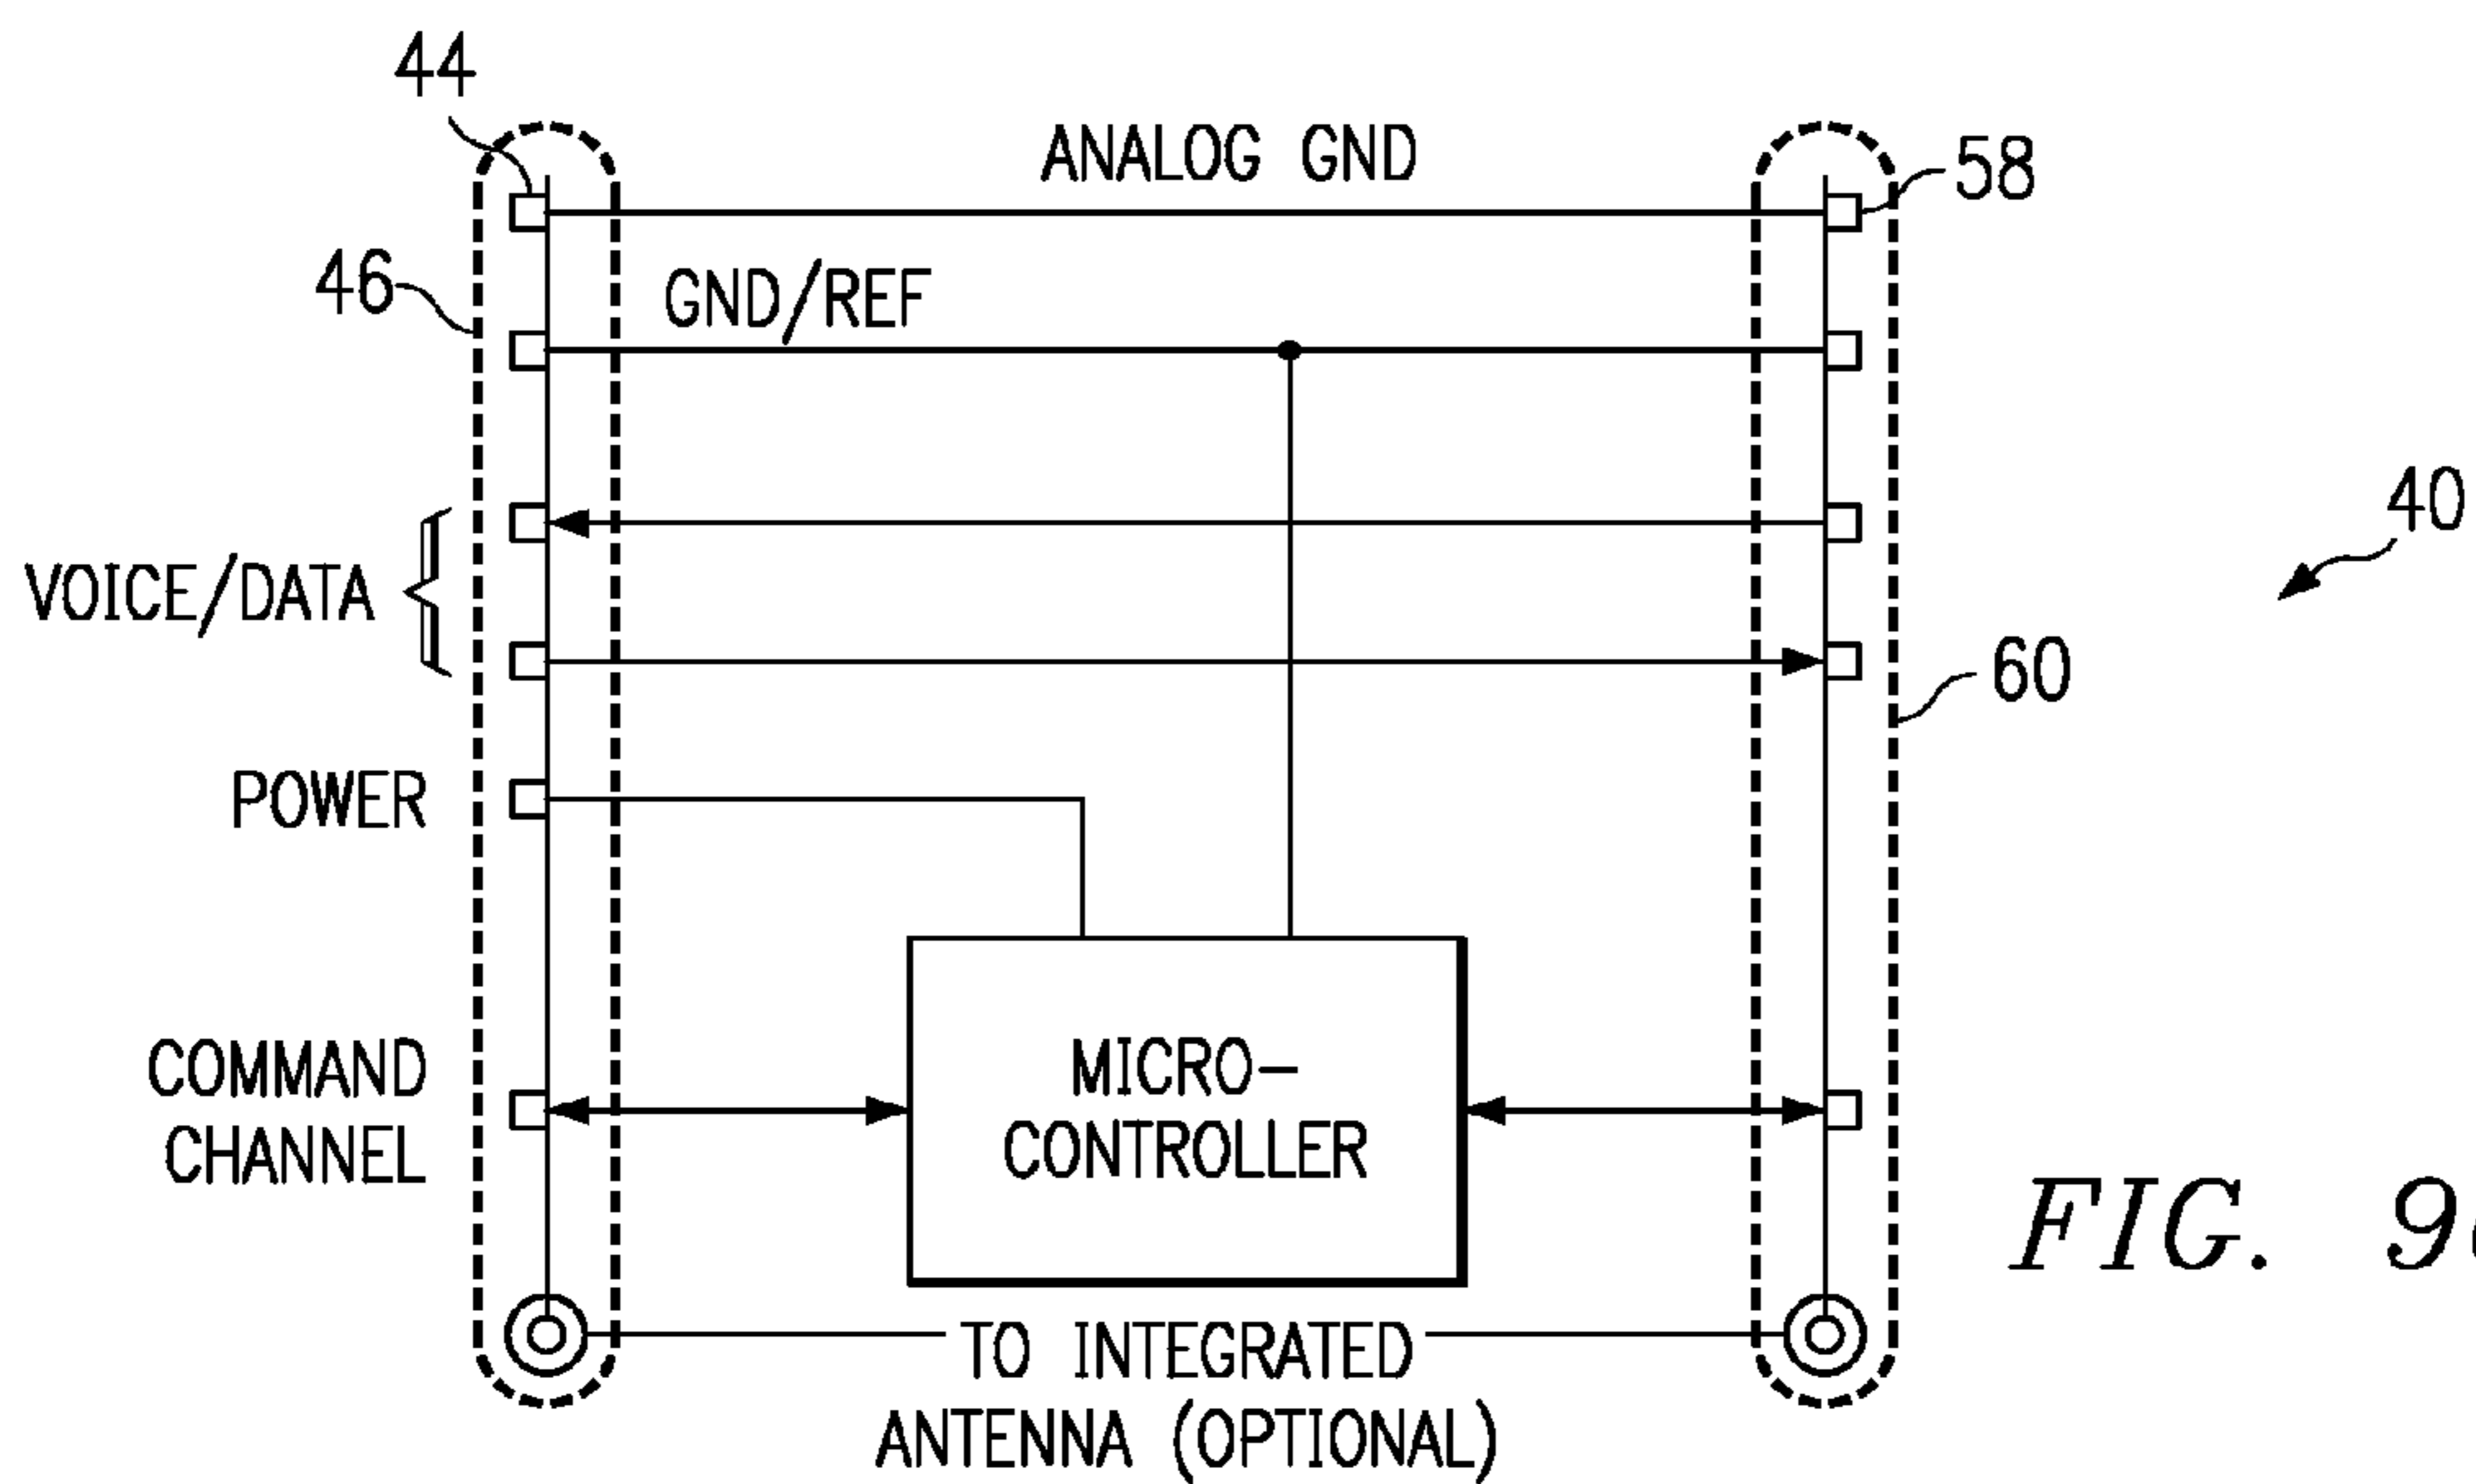 44
ANALOG GND
58
46
GND/REF
40
VOICE/DATA
60
POWER
COMMAND
CHANNEL
MICRO-
CONTROLLER
FIG.
TO INTEGRATED
ANTENNA (OPTIONAL)